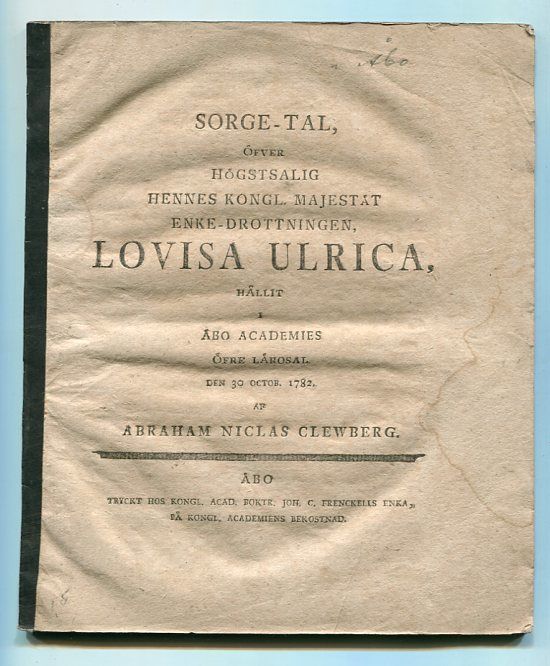 Åbo
SORGE-TAL,
ÖFVER
HÖGSTSALIG
HENNES KONGL. MAJESTÄT
ENKE-DROTTNINGEN,
LOVISA ULRICA,
HÅLLIT
I
ÅBO ACADEMIES
ÖFRE LÄROSAL
DEN 30 OCTOB. 1782.
AF
ABRAHAM NICLAS CLEWBERG.
ÅBO
TRYCKT HOS KONGL. ACAD. BOKTR. JOH. C. FRENCKELLS ENKA,
PÅ KONGL. ACADEMIENS BEKOSTNAD.